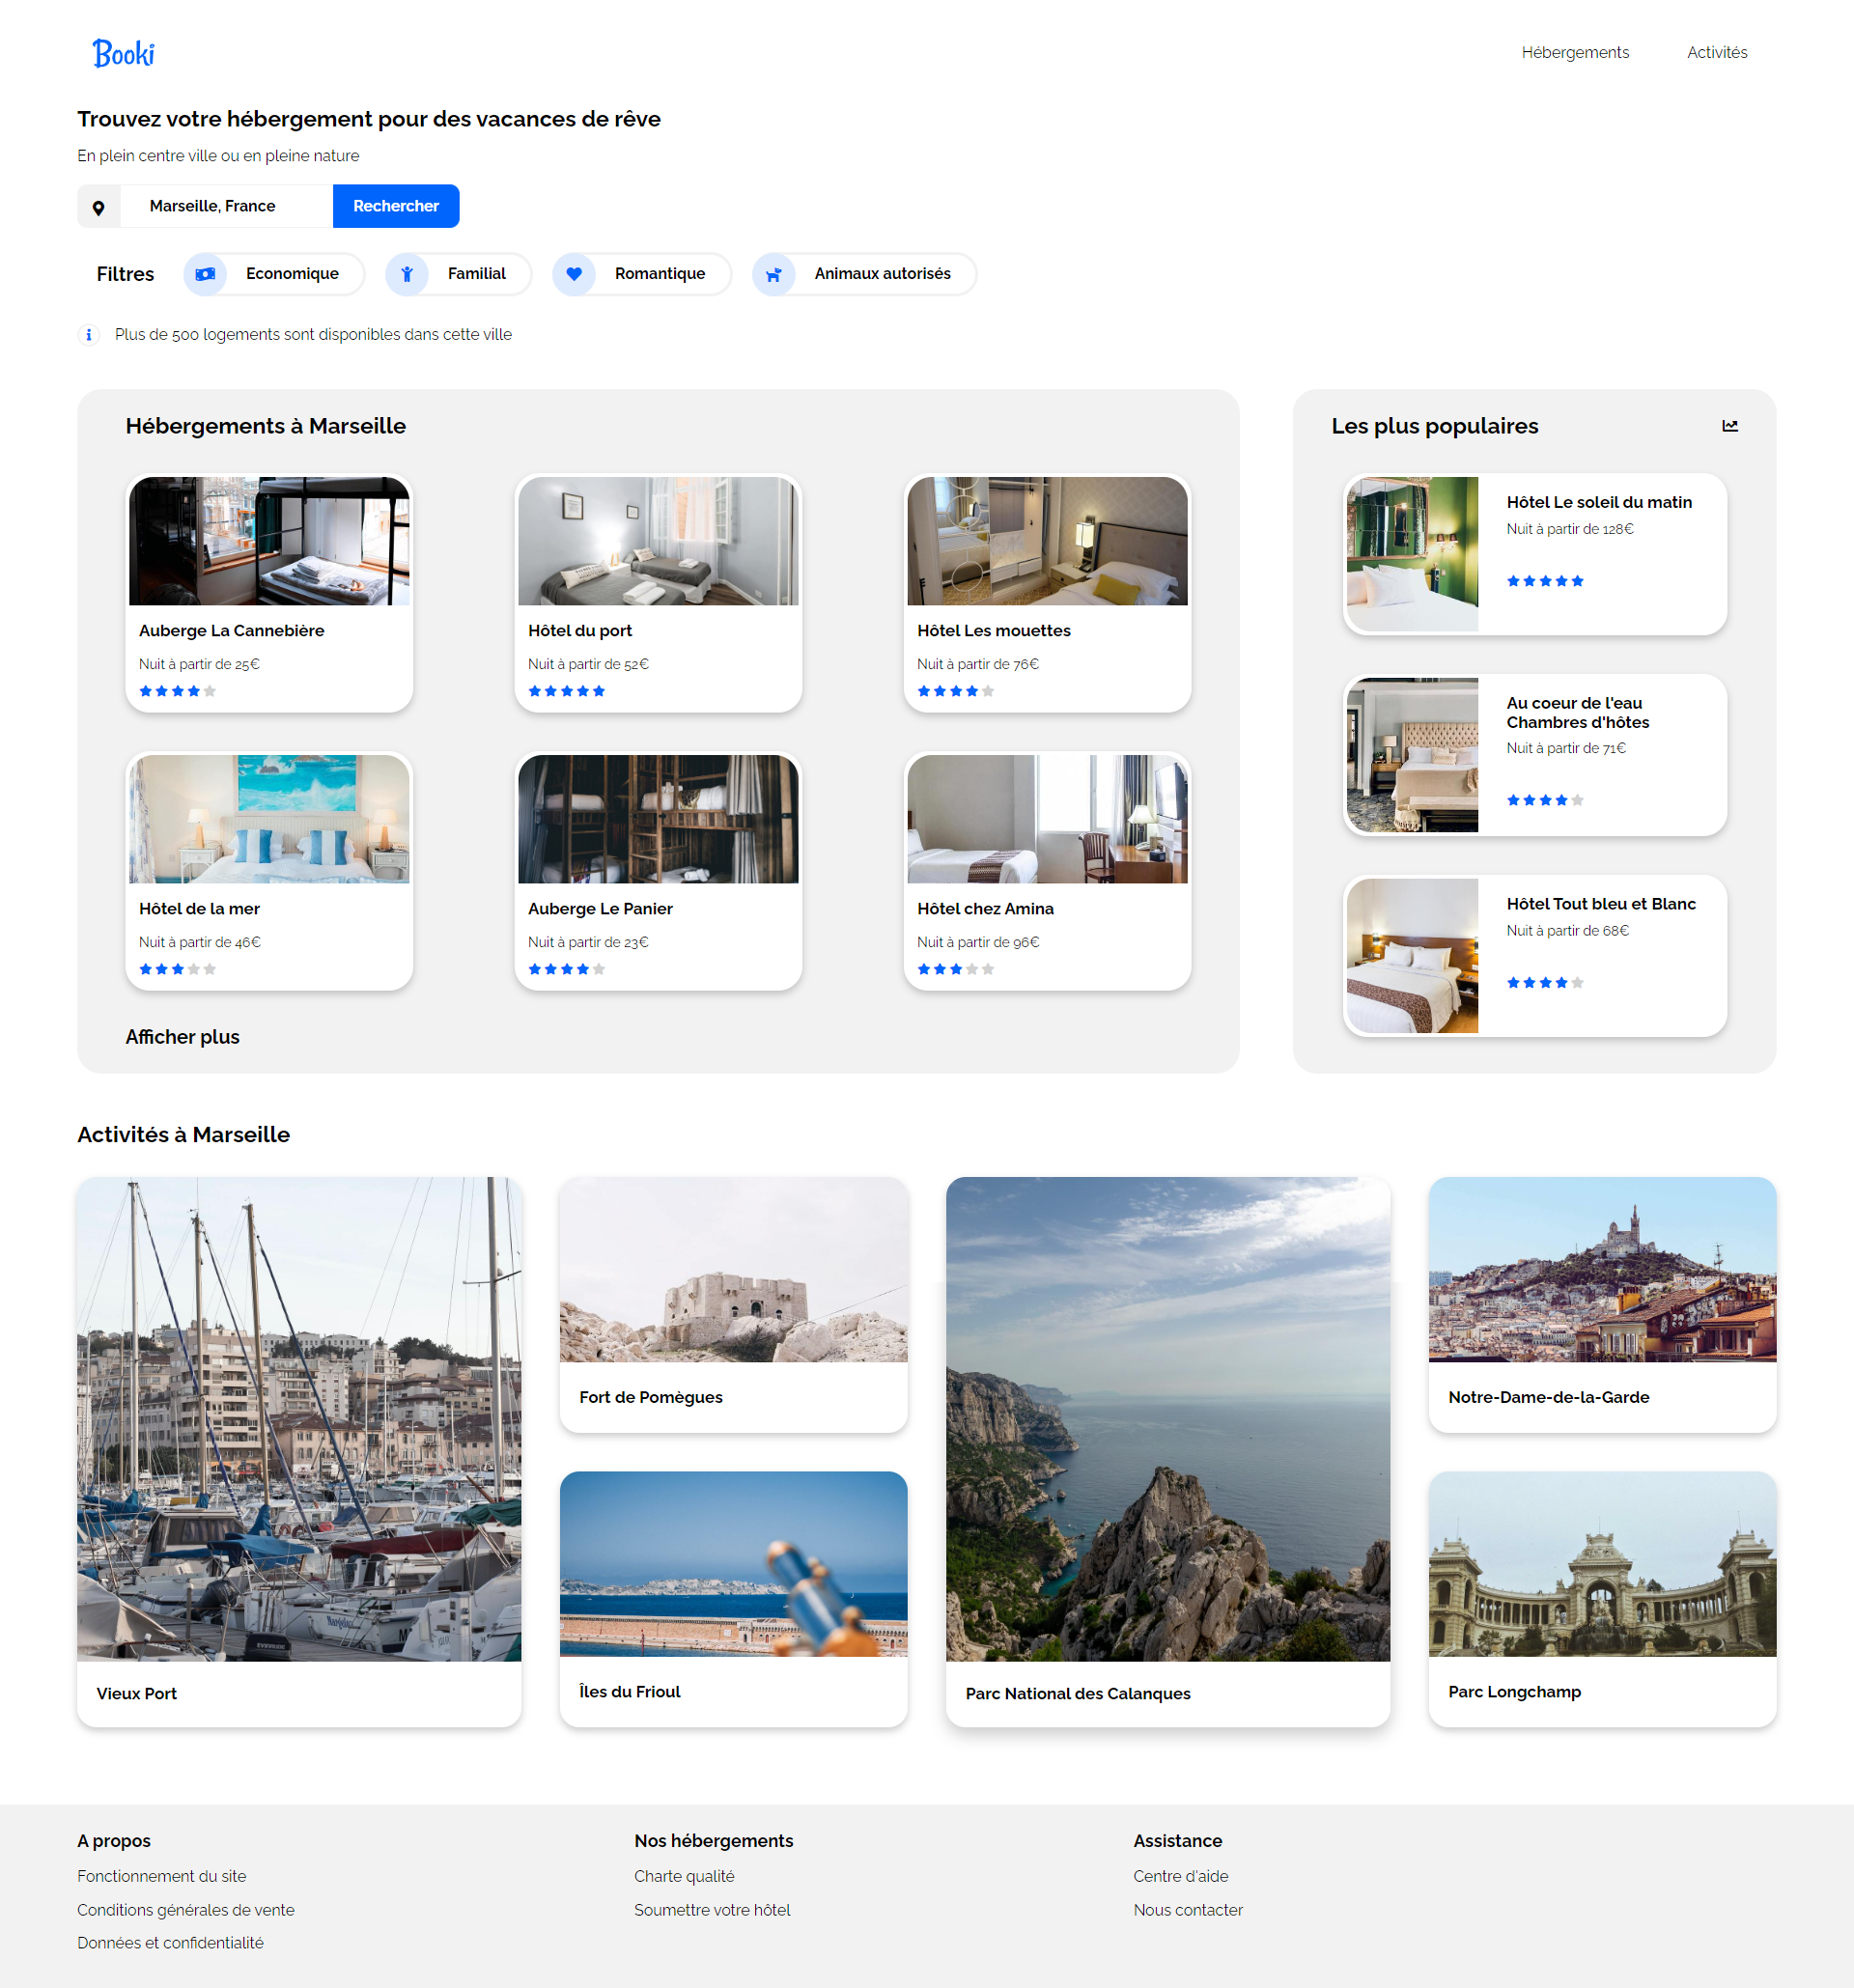 Booki
Hébergements
Activités
Trouvez votre hébergement pour des vacances de rêve
En plein centre ville ou en pleine nature
Marseille, France
Rechercher
Filtres
Economique
Familial
Romantique
Animaux autorisés
Plus de 500 logements sont disponibles dans cette ville
Hébergements à Marseille
Auberge La Cannebière
Nuit à partir de 25€
Hôtel du port
Nuit à partir de 52€
Hôtel Les mouettes
Nuit à partir de 76€
Hôtel de la mer
Nuit à partir de 46€
Auberge Le Panier
Nuit à partir de 23€
Hôtel chez Amina
Nuit à partir de 96€
Afficher plus
Les plus populaires
Hôtel Le soleil du matin
Nuit à partir de 128€
Au coeur de l'eau
Chambres d'hôtes
Nuit à partir de 71€
Hôtel Tout bleu et Blanc
Nuit à partir de 68€
Activités à Marseille
Vieux Port
Fort de Pomègues
Îles du Frioul
Parc National des Calanques
Notre-Dame-de-la-Garde
Parc Longchamp
A propos
Fonctionnement du site
Conditions générales de vente
Données et confidentialité
Nos hébergements
Charte qualité
Soumettre votre hôtel
Assistance
Centre d'aide
Nous contacter